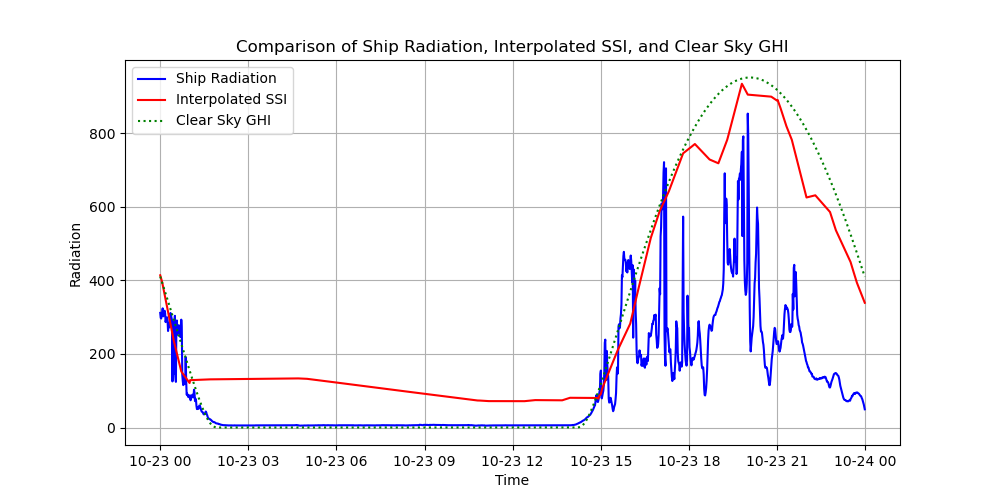 Comparison of Ship Radiation, Interpolated SSI, and Clear Sky GHI
Ship Radiation
Interpolated SSI
Clear Sky GHI
Radiation
800
600
400
200
0
10-23 00 10-23 03 10-23 06 10-23 09 10-23 12 10-23 15 10-23 18 10-23 21 10-24 00
Time